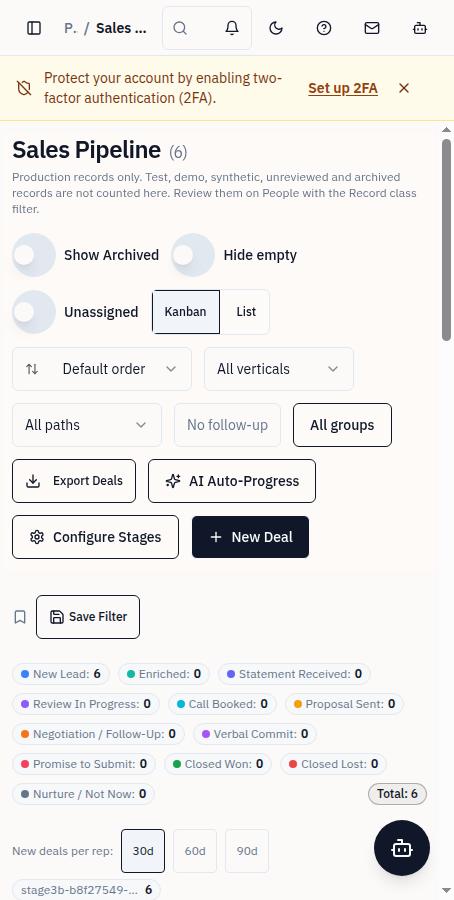 P. / Sales ...
Protect your account by enabling two-
factor authentication (2FA).
Set up 2FA
Sales Pipeline (6)
Production records only. Test, demo, synthetic, unreviewed and archived
records are not counted here. Review them on People with the Record class
filter.
Show Archived Hide empty
Unassigned Kanban List
Default order All verticals
All paths No follow-up All groups
Export Deals AI Auto-Progress
Configure Stages New Deal
Save Filter
New Lead: 6 Enriched: 0 Statement Received: 0
Review In Progress: 0 Call Booked: 0 Proposal Sent: 0
Negotiation / Follow-Up: 0 Verbal Commit: 0
Promise to Submit: 0 Closed Won: 0 Closed Lost: 0
Nurture / Not Now: 0 Total: 6
New deals per rep: 30d 60d 90d
stage3b-b8f27549-... 6